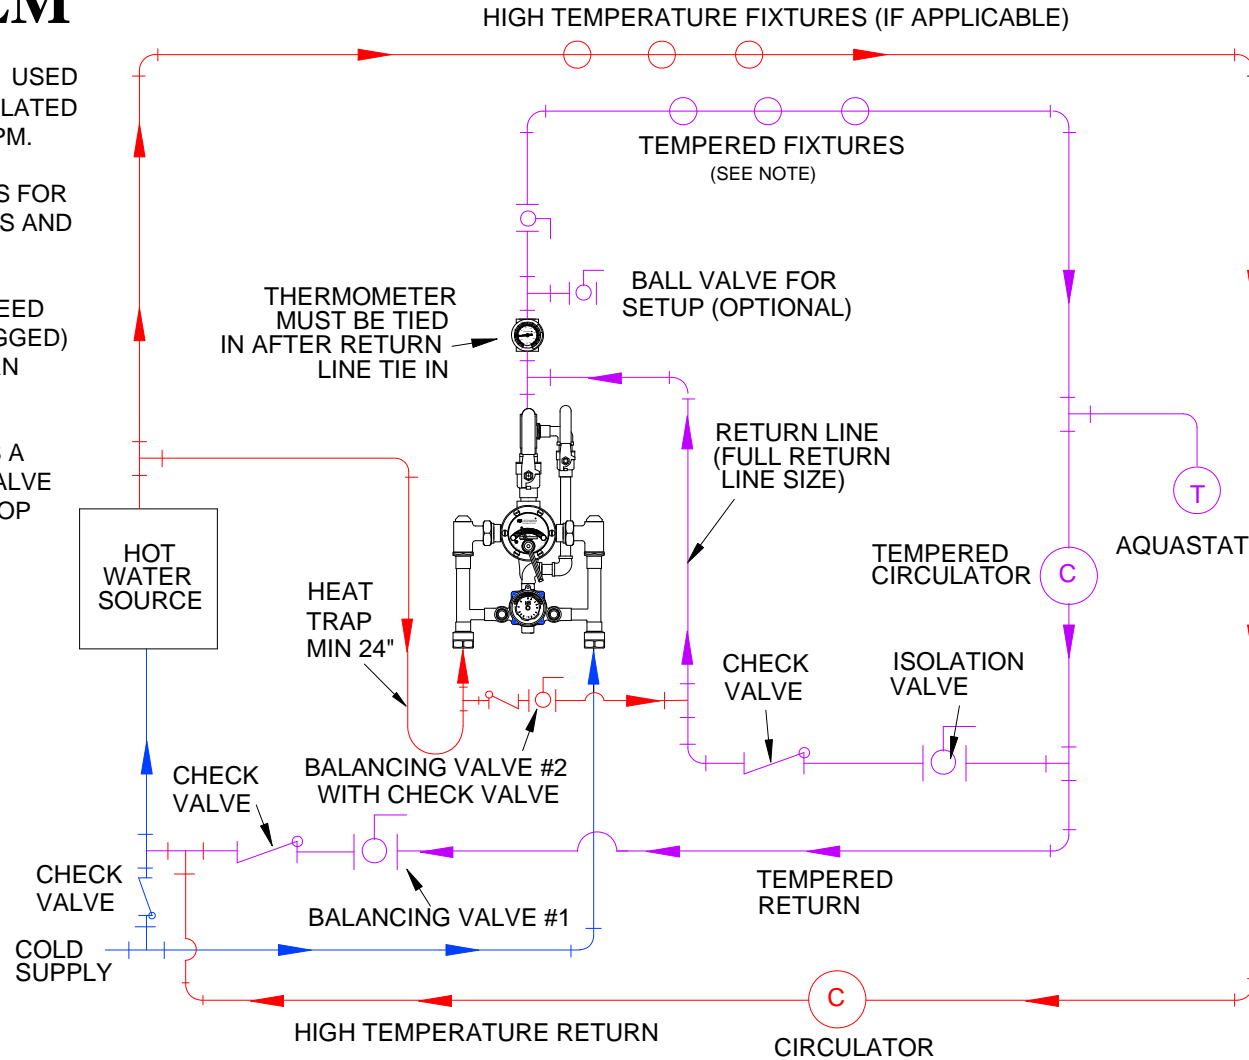 HIGH TEMPERATURE FIXTURES (IF APPLICABLE)
USED
PM.
S FOR
S AND
EED
GGED)
S A
ALVE
OP
TEMPERED FIXTURES
(SEE NOTE)
BALL VALVE FOR
SETUP (OPTIONAL)
THERMOMETER
MUST BE TIED
IN AFTER RETURN
LINE TIE IN
RETURN LINE
(FULL RETURN
LINE SIZE)
T
AQUASTAT
HOT
WATER
SOURCE
TEMPERED
CIRCULATOR
C
HEAT
TRAP
MIN 24"
CHECK
VALVE
ISOLATION
VALVE
BALANCING VALVE #2
WITH CHECK VALVE
CHECK
VALVE
CHECK
VALVE
TEMPERED
RETURN
BALANCING VALVE #1
COLD
SUPPLY
C
HIGH TEMPERATURE RETURN
CIRCULATOR